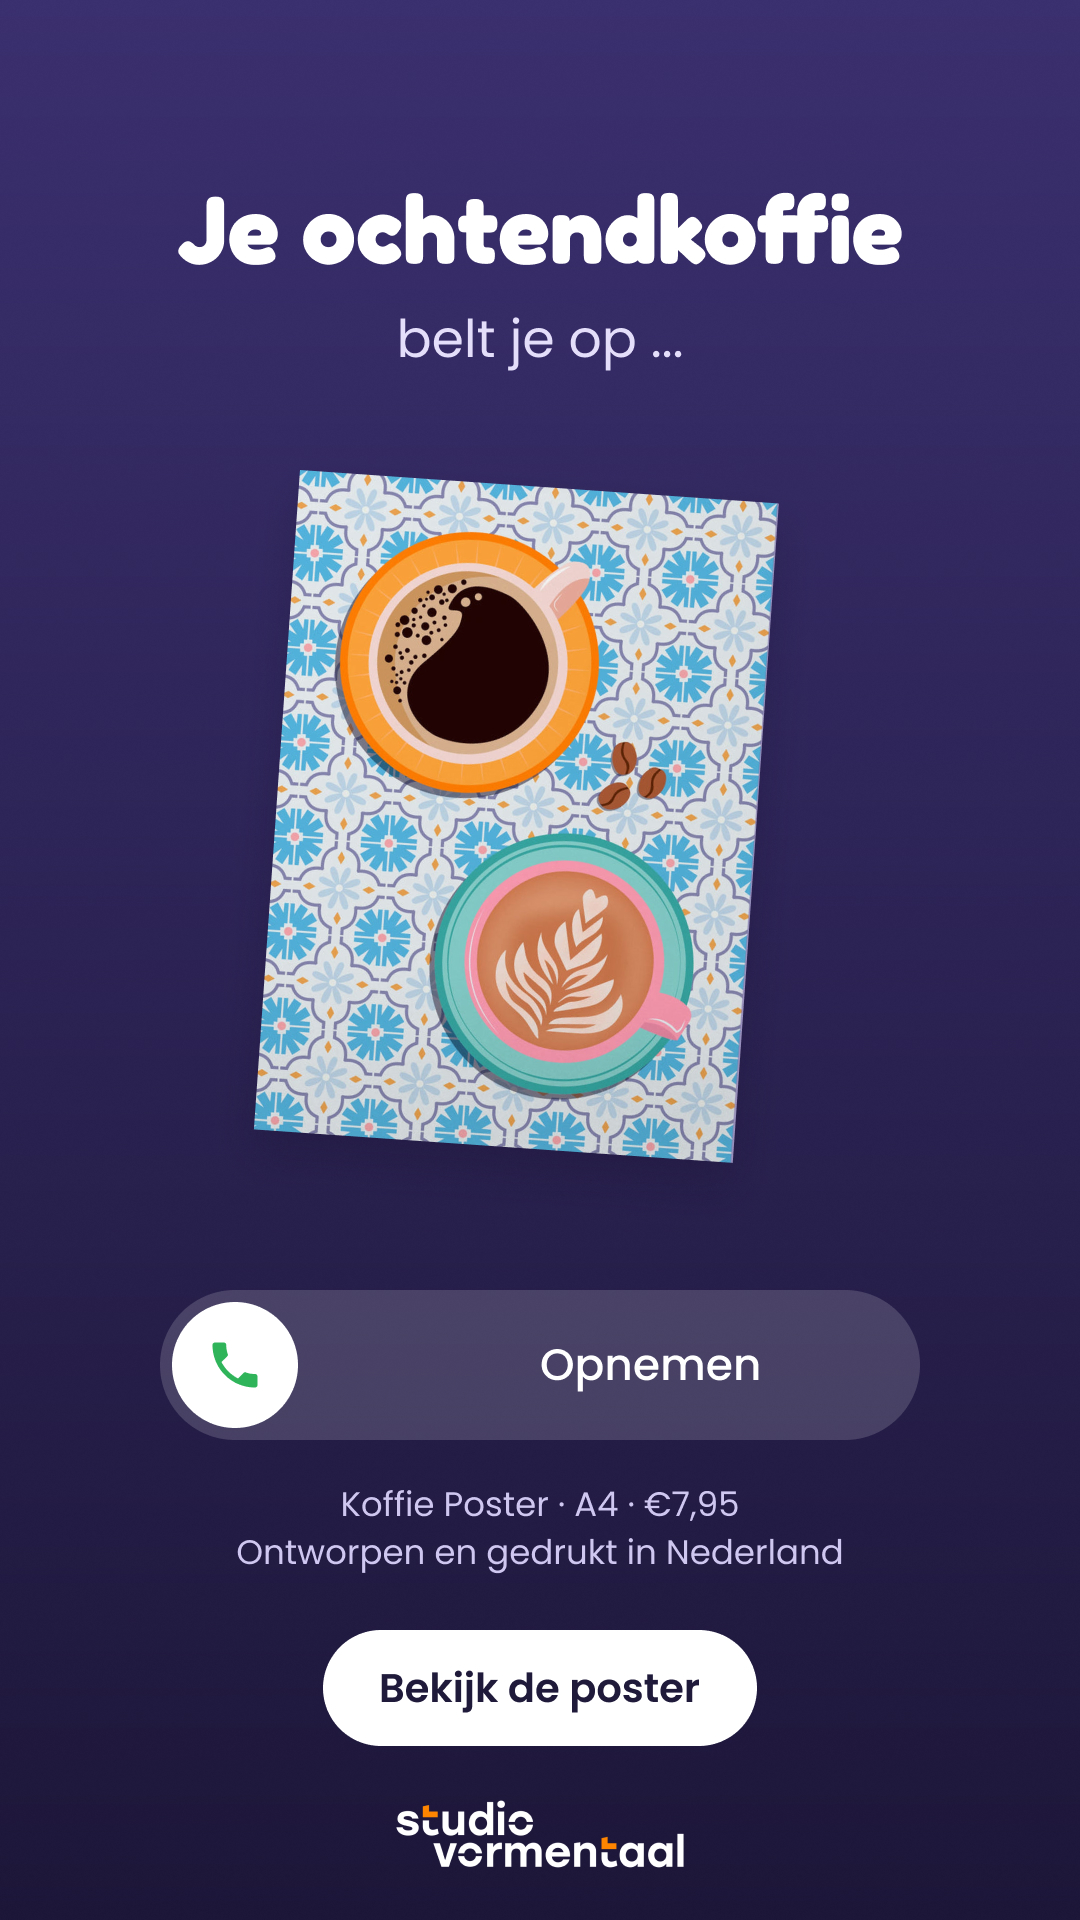 Je ochtendkoffie
belt je op ...
Opnemen
Koffie Poster · A4 · €7,95
Ontworpen en gedrukt in Nederland
Bekijk de poster
studio
vormentaal